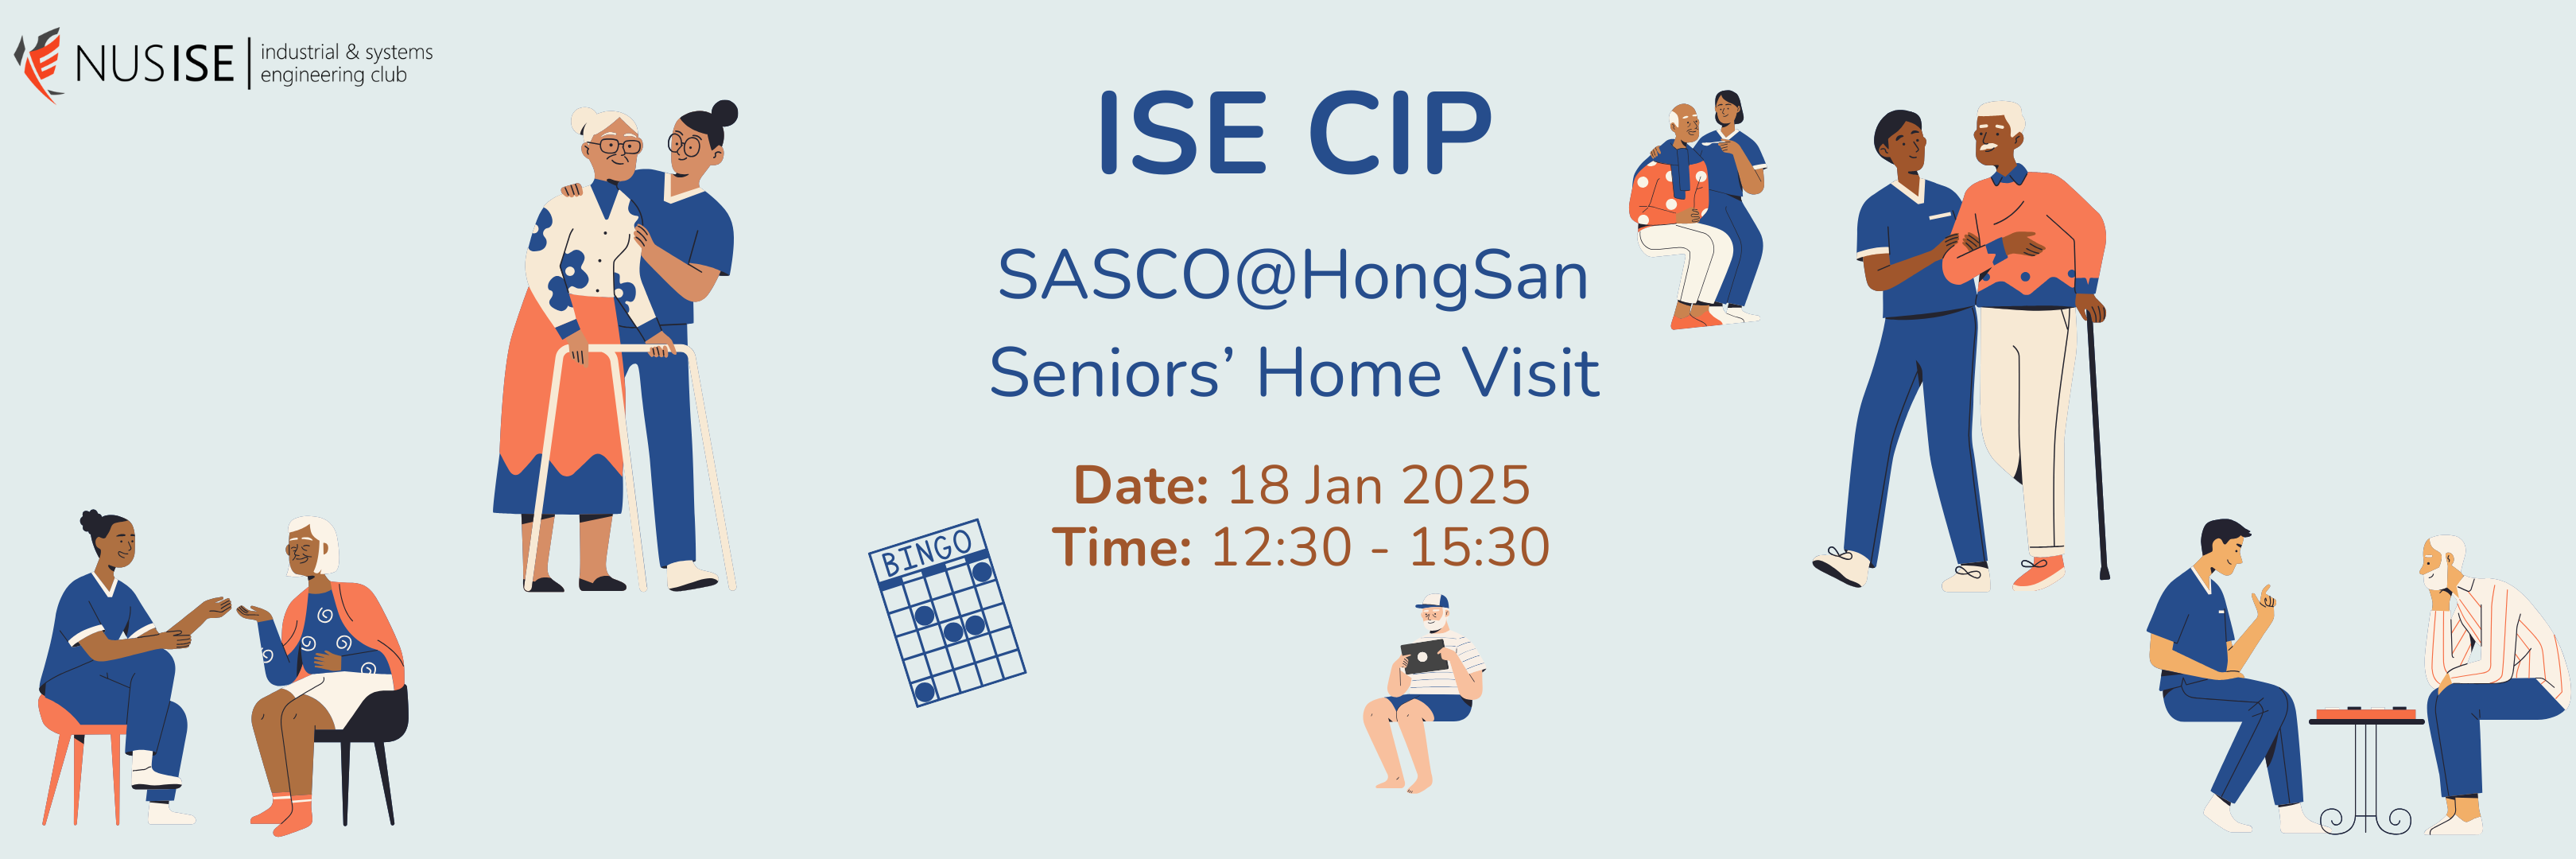 NUSISE | industrial & systems
engineering club
ISE CIP
SASCO@HongSan
Seniors’ Home Visit
Date: 18 Jan 2025
Time: 12:30 - 15:30
BINGO